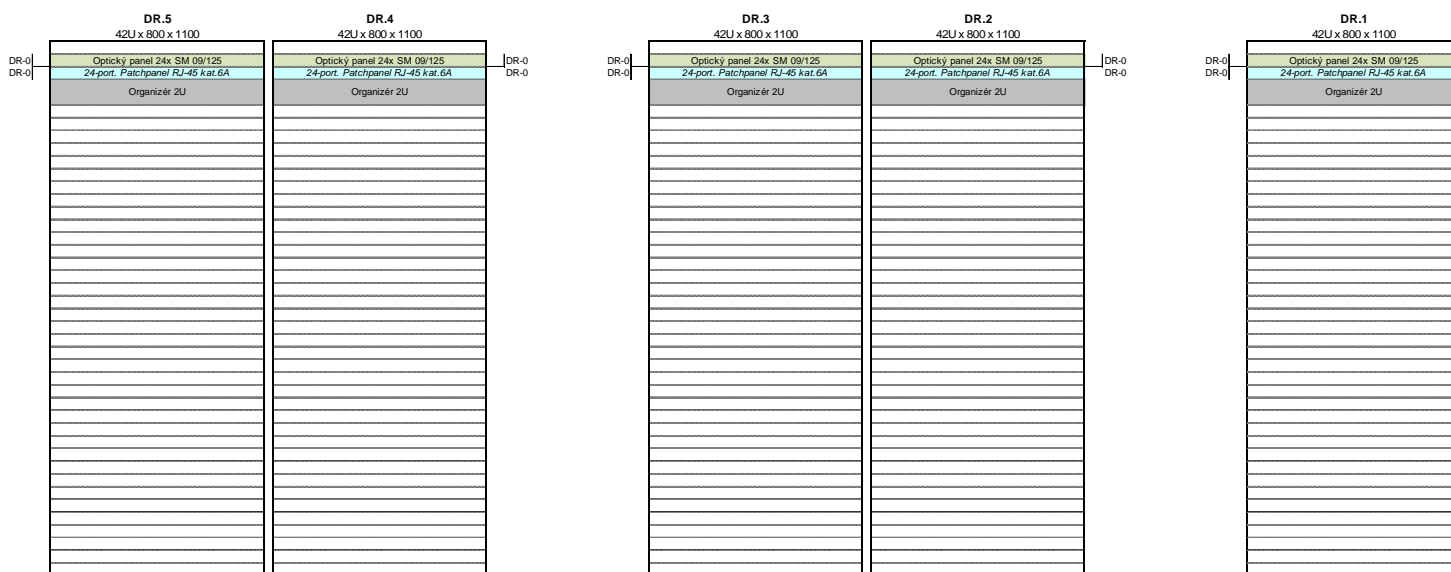 DR.5
42U x 800 x 1100
DR-0
Optický panel 24x SM 09/125
DR-0
24-port. Patchpanel RJ-45 kat.6A
Organizér 2U
DR.4
42U x 800 x 1100
Optický panel 24x SM 09/125
DR-0
24-port. Patchpanel RJ-45 kat.6A
DR-0
Organizér 2U
DR.3
42U x 800 x 1100
DR-0
Optický panel 24x SM 09/125
DR-0
24-port. Patchpanel RJ-45 kat.6A
Organizér 2U
DR.2
42U x 800 x 1100
Optický panel 24x SM 09/125
DR-0
24-port. Patchpanel RJ-45 kat.6A
DR-0
Organizér 2U
DR.1
42U x 800 x 1100
DR-0
Optický panel 24x SM 09/125
DR-0
24-port. Patchpanel RJ-45 kat.6A
Organizér 2U